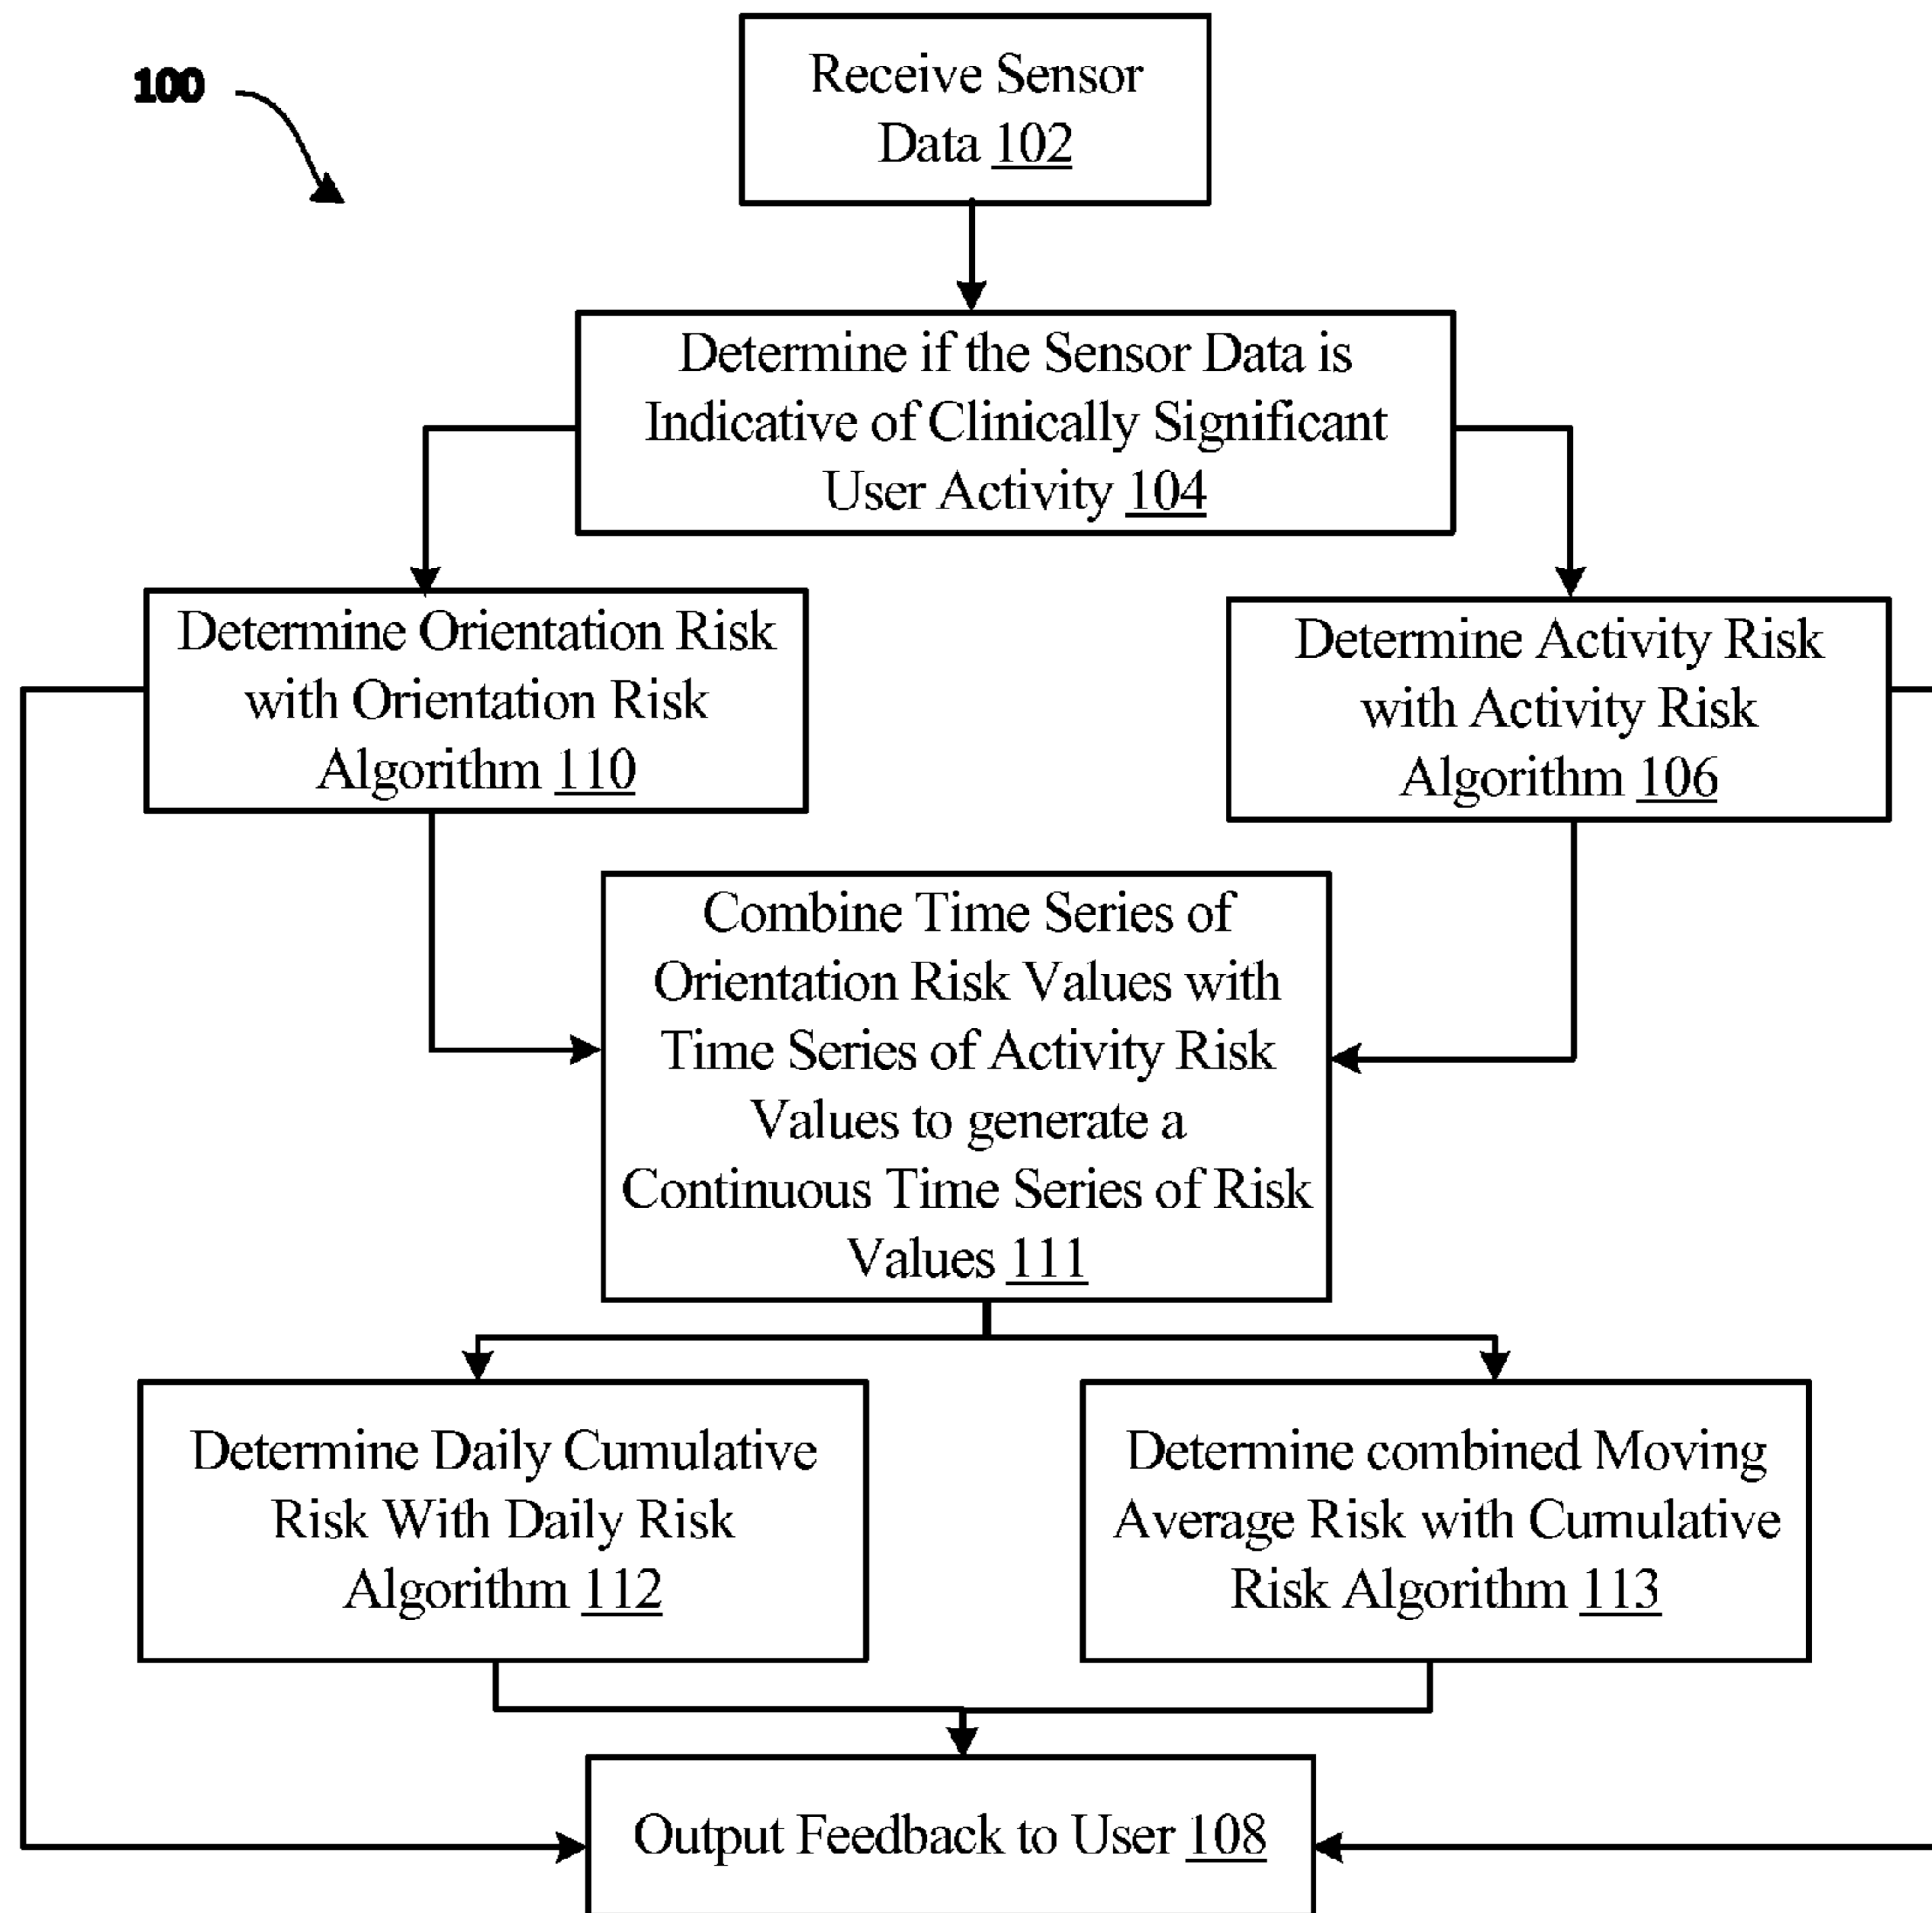 100
Receive Sensor
Data 102
Determine if the Sensor Data is
Indicative of Clinically Significant
User Activity 104
Determine Orientation Risk
with Orientation Risk
Algorithm 110
Determine Activity Risk
with Activity Risk
Algorithm 106
Combine Time Series of
Orientation Risk Values with
Time Series of Activity Risk
Values to generate a
Continuous Time Series of Risk
Values 111
Determine Daily Cumulative
Risk With Daily Risk
Algorithm 112
Determine combined Moving
Average Risk with Cumulative
Risk Algorithm 113
Output Feedback to User 108